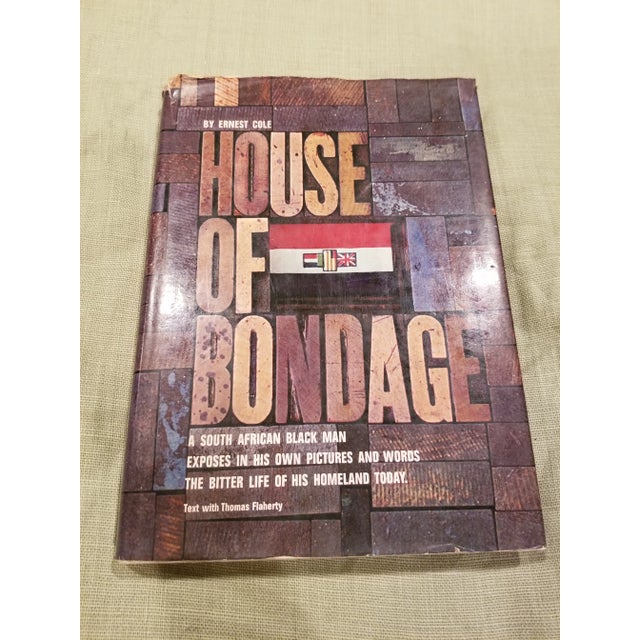 BY ERNEST COLE
HOUSE
OF
BONDAGE
A SOUTH AFRICAN BLACK MAN
EXPOSES IN HIS OWN PICTURES AND WORDS
THE BITTER LIFE OF HIS HOMELAND TODAY.
Text with Thomas Flaherty